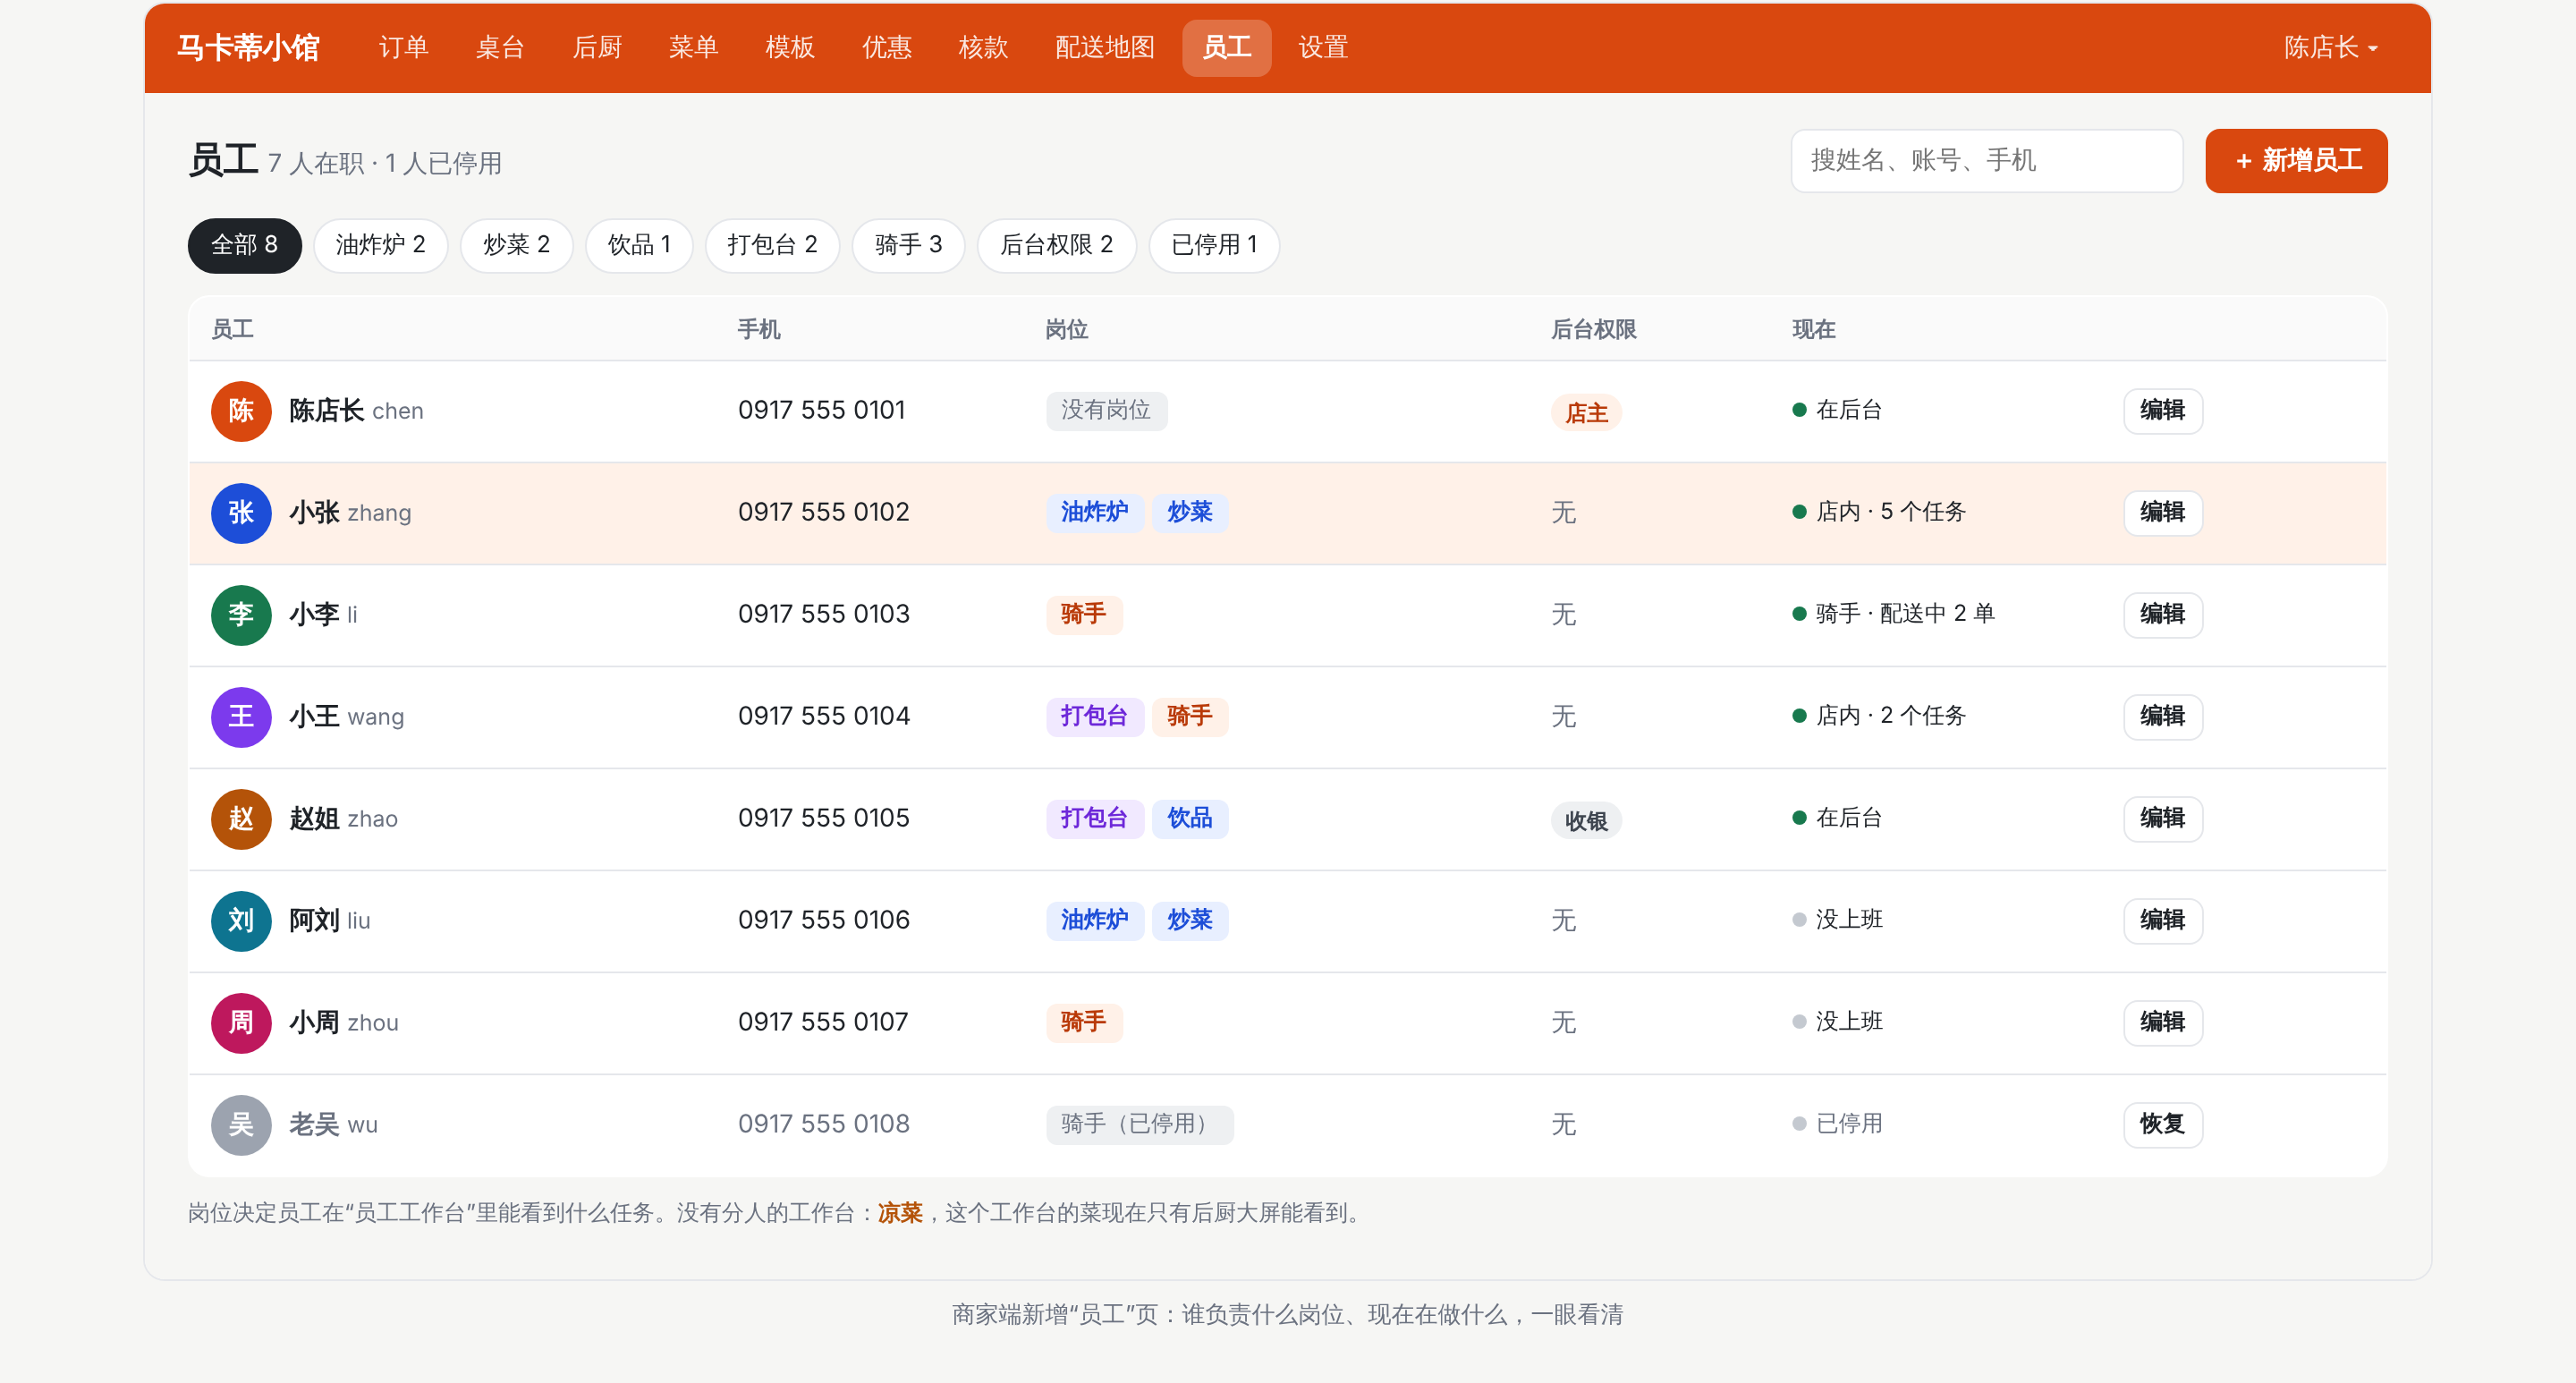 马卡蒂小馆 订单 桌台 后厨 菜单 模板 优惠 核款 配送地图 员工 设置 陈店长
员工 7 人在职 · 1 人已停用 搜姓名、账号、手机 + 新增员工
全部 8 油炸炉 2 炒菜 2 饮品 1 打包台 2 骑手 3 后台权限 2 已停用 1
员工 手机 岗位 后台权限 现在
陈 陈店长 chen 0917 555 0101 没有岗位 店主 在后台 编辑
张 小张 zhang 0917 555 0102 油炸炉 炒菜 无 店内 · 5 个任务 编辑
李 小李 li 0917 555 0103 骑手 无 骑手 · 配送中 2 单 编辑
王 小王 wang 0917 555 0104 打包台 骑手 无 店内 · 2 个任务 编辑
赵 赵姐 zhao 0917 555 0105 打包台 饮品 收银 在后台 编辑
刘 阿刘 liu 0917 555 0106 油炸炉 炒菜 无 没上班 编辑
周 小周 zhou 0917 555 0107 骑手 无 没上班 编辑
吴 老吴 wu 0917 555 0108 骑手（已停用） 无 已停用 恢复
岗位决定员工在“员工工作台”里能看到什么任务。没有分人的工作台：凉菜，这个工作台的菜现在只有后厨大屏能看到。
商家端新增“员工”页：谁负责什么岗位、现在在做什么，一眼看清